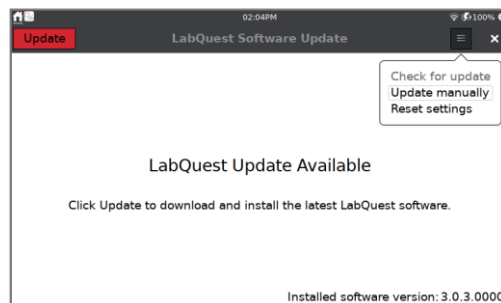 02:04PM
100%
Update
LabQuest Software Update
Check for update
Update manually
Reset settings
LabQuest Update Available
Click Update to download and install the latest LabQuest software.
Installed software version: 3.0.3.0000